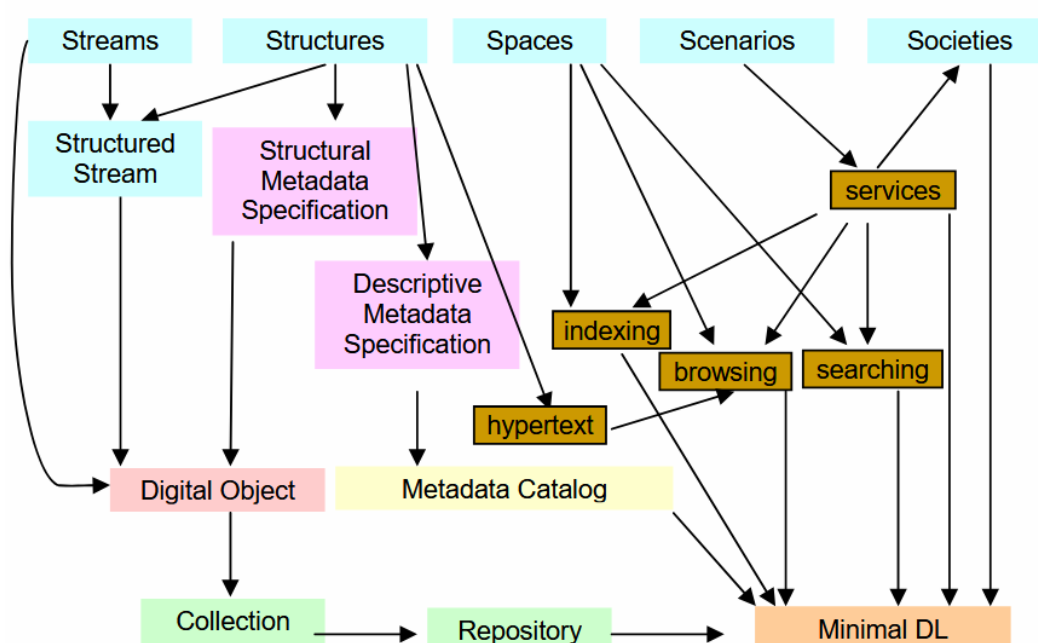 Streams
Structures
Spaces
Scenarios
Societies
Structured
Stream
Structural
Metadata
Specification
services
Descriptive
Metadata
Specification
indexing
browsing
searching
hypertext
Digital Object
Metadata Catalog
Collection
Repository
Minimal DL